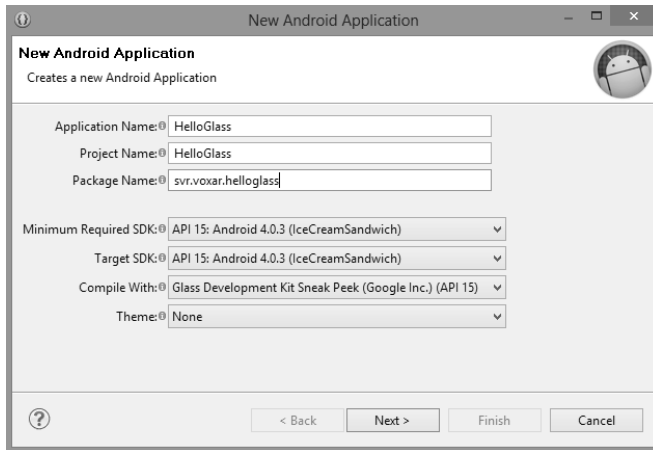 New Android Application
New Android Application
Creates a new Android Application
Application Name: HelloGlass
Project Name: HelloGlass
Package Name: svr.voxar.helloglass
Minimum Required SDK: API 15: Android 4.0.3 (IceCreamSandwich)
Target SDK: API 15: Android 4.0.3 (IceCreamSandwich)
Compile With: Glass Development Kit Sneak Peek (Google Inc.) (API 15)
Theme: None
? < Back Next > Finish Cancel